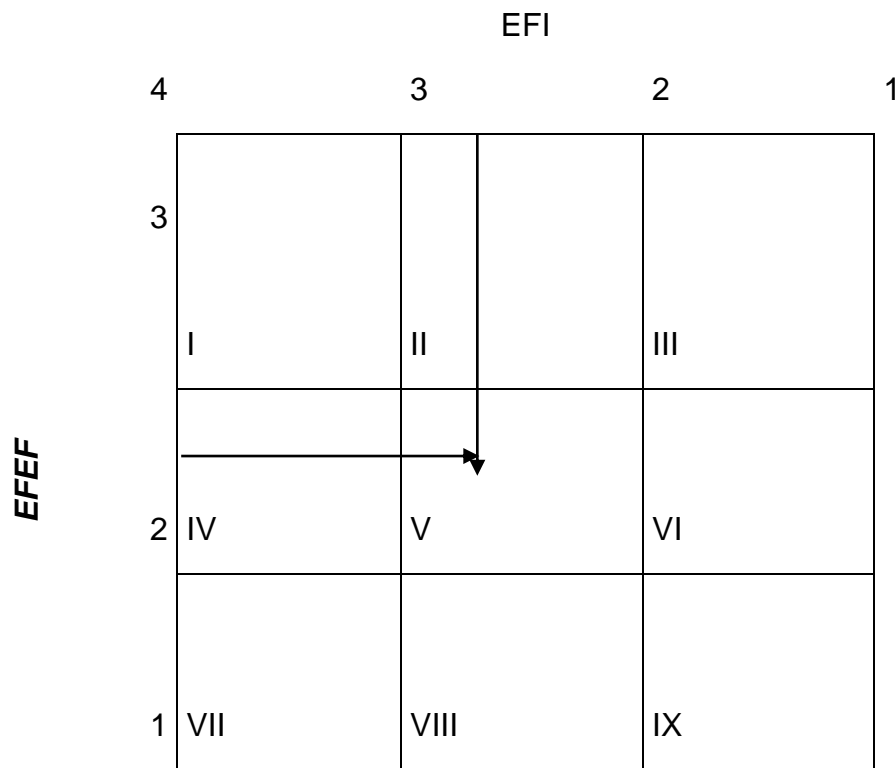 EFI
4 3 2 1
3
I II III
EFEF
2 IV V VI
1 VII VIII IX